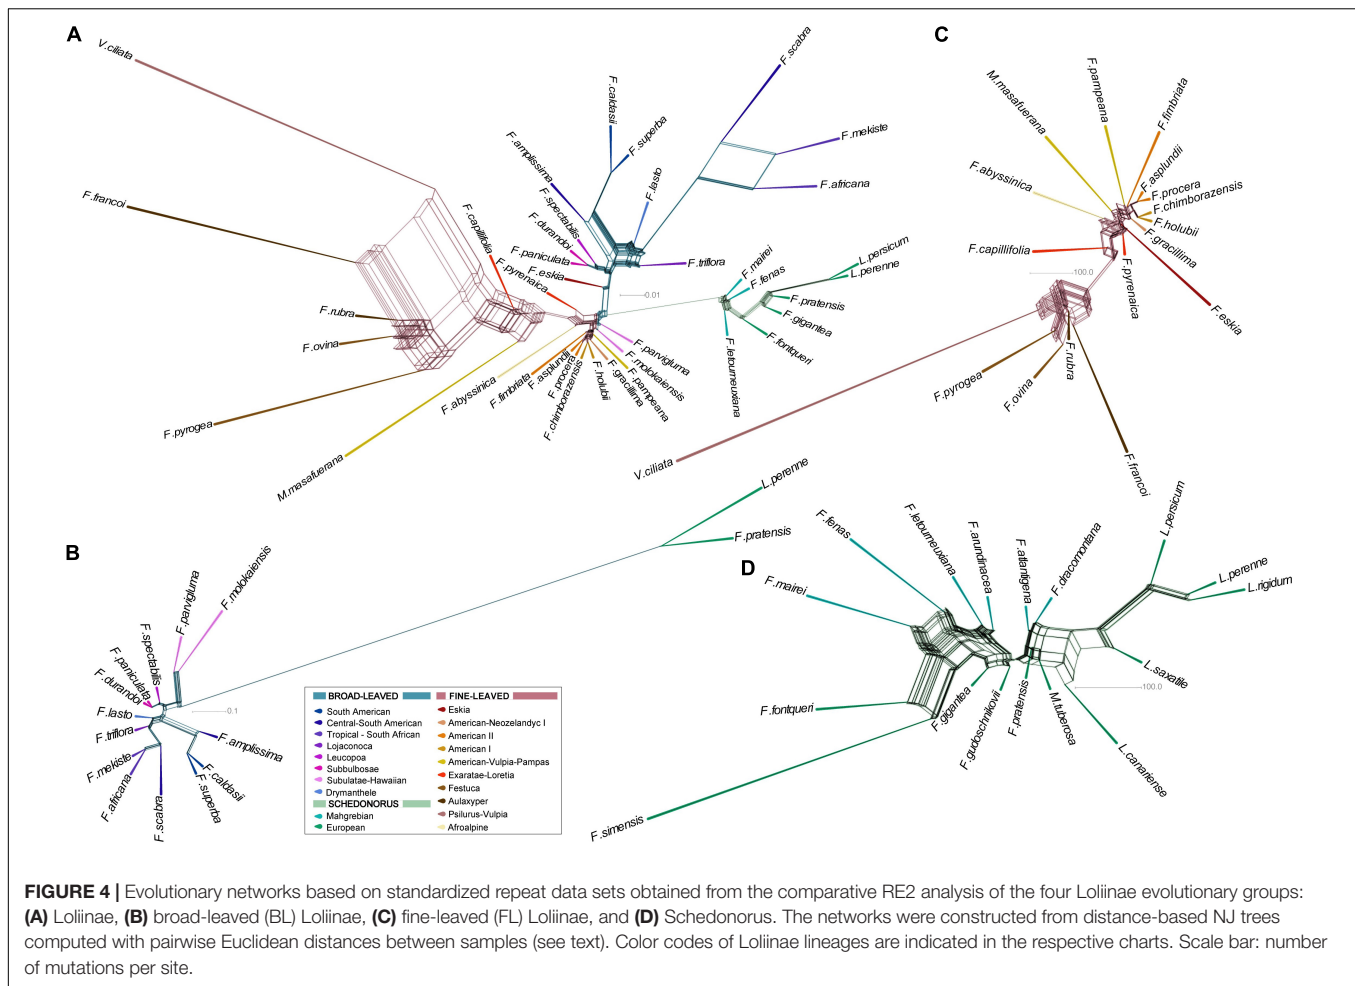 A
V.ciliata
F.francoi
F.rubra
F.ovina
F.pyrogea
M.masafuerana
F.capillifolia
F.pyrenaica
F.eskia
F.paniculata
F.durandoi
F.spectabilis
F.amplissima
F.caldasii
F.superba
F.lasto
F.scabra
F.mekiste
F.africana
F.triflora
0.01
F.mairei
F.fenas
L.persicum
L.perenne
F.pratensis
F.gigantea
F.fontqueri
F.letourneuxiana
F.parvigluma
F.molokaiensis
F.pampeana
F.gracillima
F.holubii
F.chimborazensis
F.procera
F.asplundii
F.fimbriata
F.abyssinica
C
M.masafuerana
F.pampeana
F.fimbriata
F.asplundii
F.procera
F.chimborazensis
F.holubii
F.gracillima
F.abyssinica
F.capillifolia
100.0
F.pyrenaica
F.eskia
F.rubra
F.pyrogea
F.ovina
V.ciliata
F.francoi
B
L.perenne
F.pratensis
F.molokaiensis
F.parvigluma
F.spectabilis
F.paniculata
F.durandoi
F.lasto
F.triflora
F.mekiste
F.africana
F.scabra
F.superba
F.caldasii
F.amplissima
0.1
BROAD-LEAVED
South American
Central-South American
Tropical - South African
Lojaconoca
Leucopoa
Subbulbosae
Subulatae-Hawaiian
Drymanthele
SCHEDONORUS
Mahgrebian
European
FINE-LEAVED
Eskia
American-Neozelandyc I
American II
American I
American-Vulpia-Pampas
Exaratae-Loretia
Festuca
Aulaxyper
Psilurus-Vulpia
Afroalpine
D
F.fenas
F.mairei
F.letourneuxiana
F.arundinacea
F.atlantigena
F.dracomontana
L.persicum
L.perenne
L.rigidum
L.saxatile
100.0
L.canariense
M.tuberosa
F.pratensis
F.gudoschnikovii
F.gigantea
F.fontqueri
F.simensis
FIGURE 4 | Evolutionary networks based on standardized repeat data sets obtained from the comparative RE2 analysis of the four Loliinae evolutionary groups:
(A) Loliinae, (B) broad-leaved (BL) Loliinae, (C) fine-leaved (FL) Loliinae, and (D) Schedonorus. The networks were constructed from distance-based NJ trees
computed with pairwise Euclidean distances between samples (see text). Color codes of Loliinae lineages are indicated in the respective charts. Scale bar: number
of mutations per site.